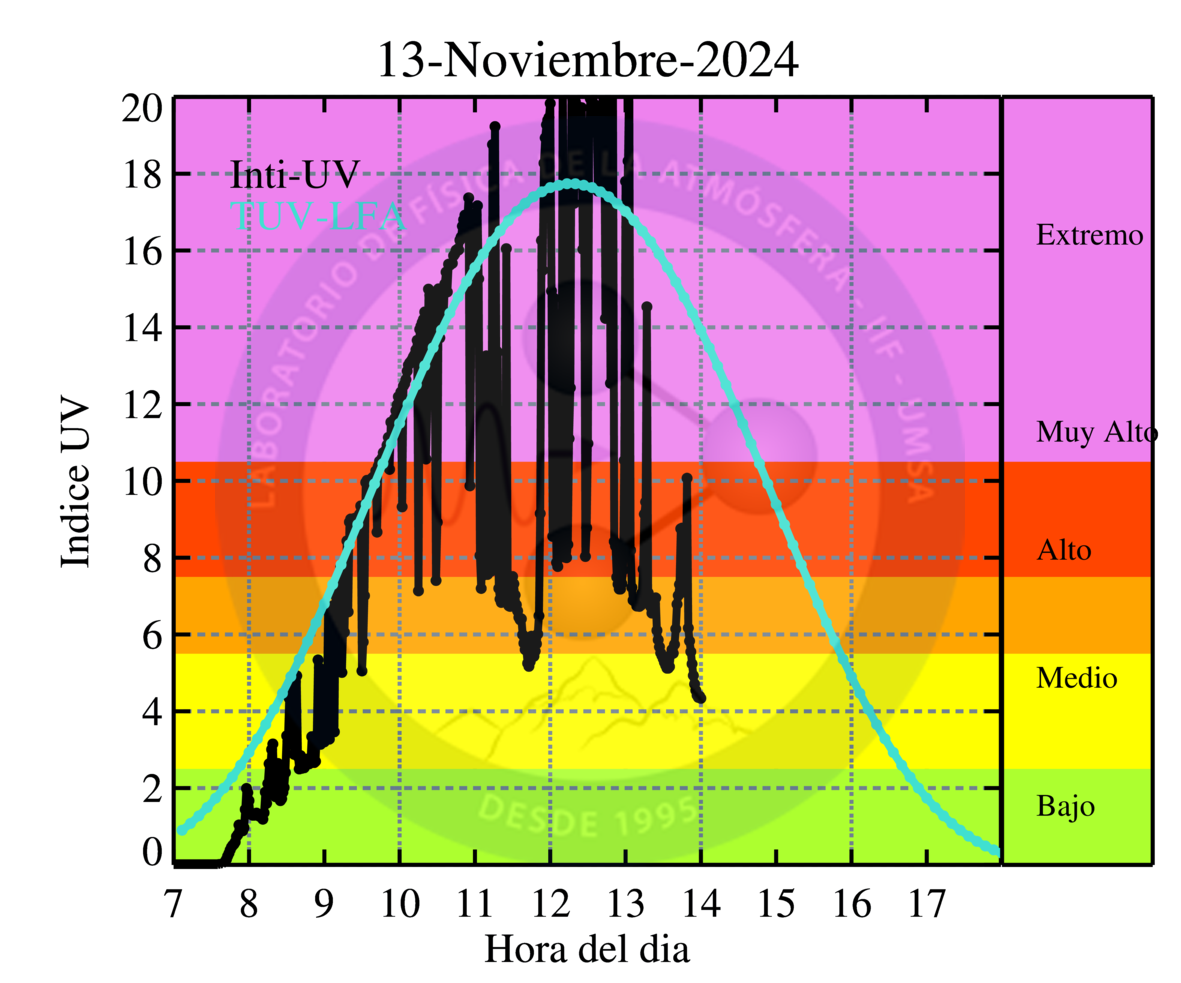 13-Noviembre-2024
20
18
16
14
12
10
8
6
4
2
0
Indice UV
Inti-UV
TUV-LFA
LABORATORIO DE FÍSICA DE LA ATMÓSFERA - IIF - UMSA
DESDE 1995
Extremo
Muy Alto
Alto
Medio
Bajo
7 8 9 10 11 12 13 14 15 16 17
Hora del dia